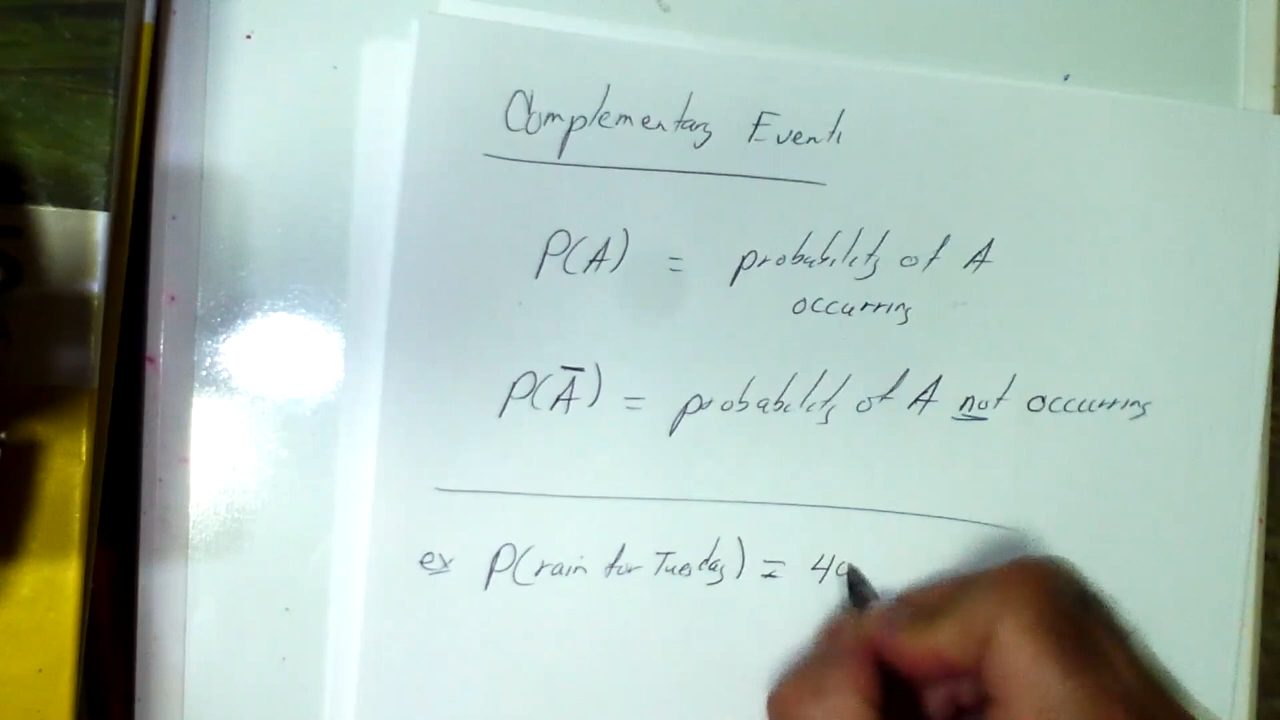 Complementary Events
P(A) = probability of A
occurring
P(Ā) = probability of A not occurring
ex P(rain for Tuesday) = 40